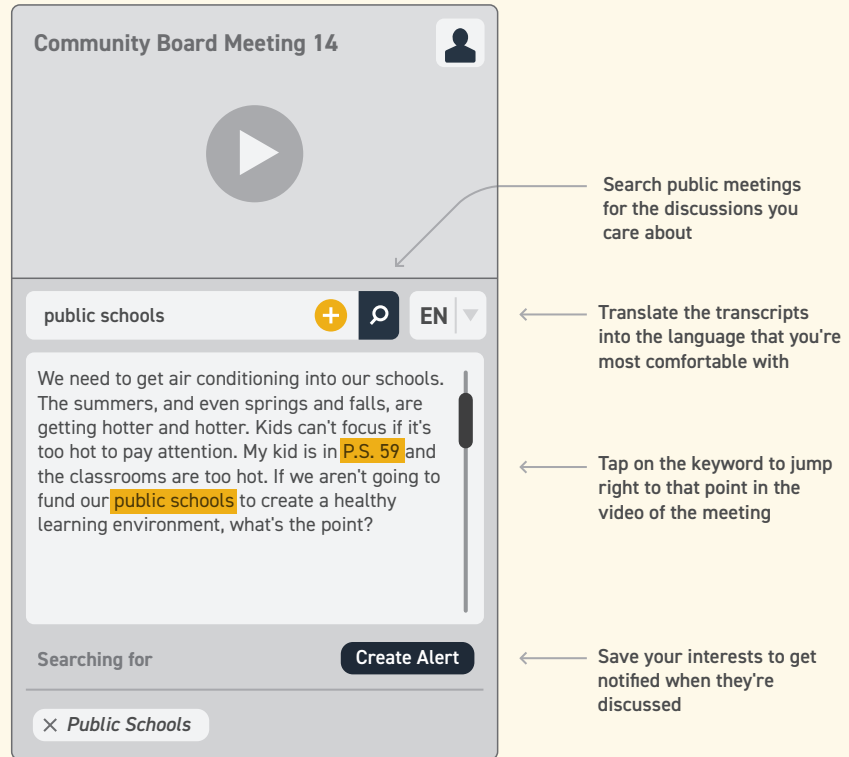 Community Board Meeting 14
Search public meetings
for the discussions you
care about
public schools
EN
Translate the transcripts
into the language that you're
most comfortable with
We need to get air conditioning into our schools.
The summers, and even springs and falls, are
getting hotter and hotter. Kids can't focus if it's
too hot to pay attention. My kid is in P.S. 59 and
the classrooms are too hot. If we aren't going to
fund our public schools to create a healthy
learning environment, what's the point?
Tap on the keyword to jump
right to that point in the
video of the meeting
Searching for
Create Alert
Save your interests to get
notified when they're
discussed
Public Schools